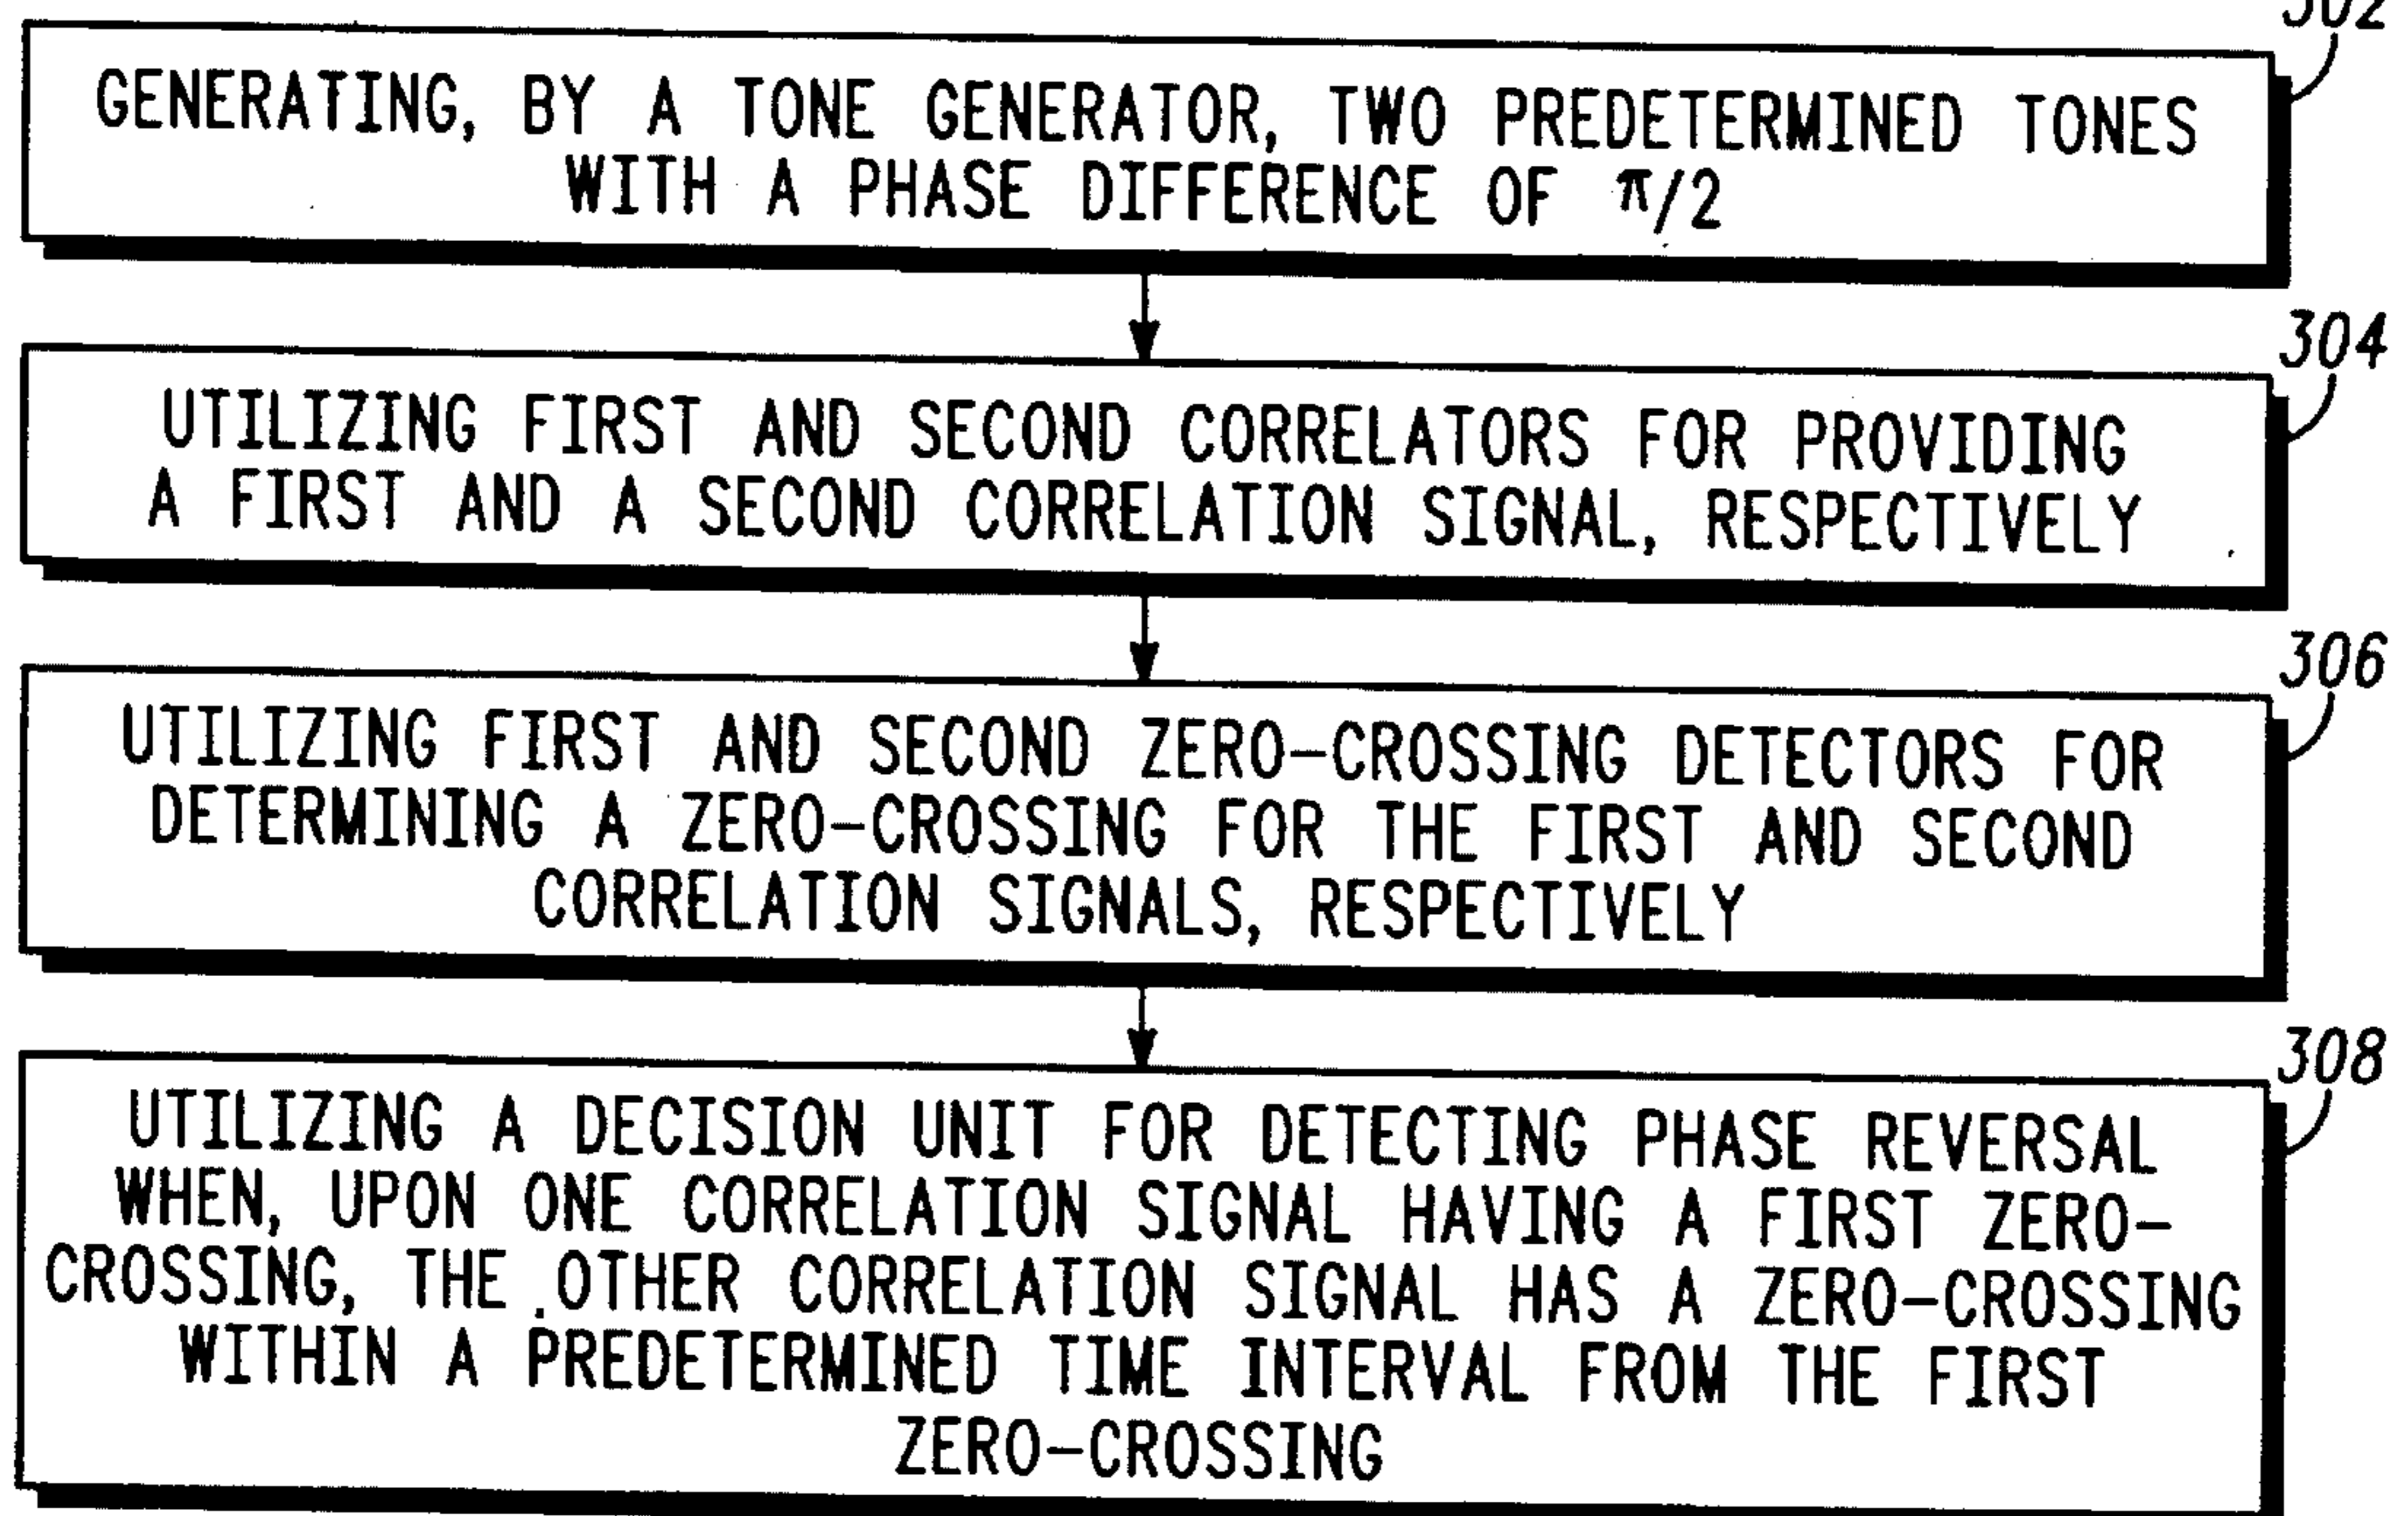 302
GENERATING, BY A TONE GENERATOR, TWO PREDETERMINED TONES
WITH A PHASE DIFFERENCE OF π/2
304
UTILIZING FIRST AND SECOND CORRELATORS FOR PROVIDING
A FIRST AND A SECOND CORRELATION SIGNAL, RESPECTIVELY
306
UTILIZING FIRST AND SECOND ZERO-CROSSING DETECTORS FOR
DETERMINING A ZERO-CROSSING FOR THE FIRST AND SECOND
CORRELATION SIGNALS, RESPECTIVELY
308
UTILIZING A DECISION UNIT FOR DETECTING PHASE REVERSAL
WHEN, UPON ONE CORRELATION SIGNAL HAVING A FIRST ZERO-
CROSSING, THE OTHER CORRELATION SIGNAL HAS A ZERO-CROSSING
WITHIN A PREDETERMINED TIME INTERVAL FROM THE FIRST
ZERO-CROSSING